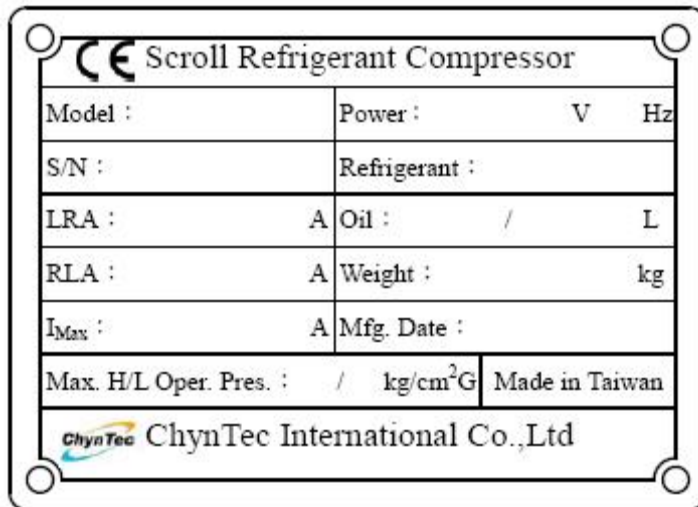 CE Scroll Refrigerant Compressor
Model : Power : V Hz
S/N : Refrigerant :
LRA : A Oil : / L
RLA : A Weight : kg
IMax : A Mfg. Date :
Max. H/L Oper. Pres. : / kg/cm²G Made in Taiwan
ChynTec ChynTec International Co.,Ltd